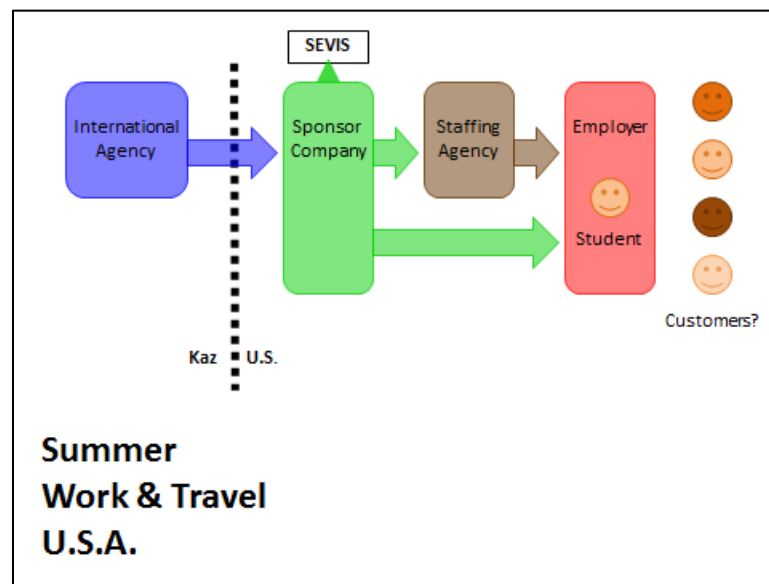 SEVIS
International
Agency
Sponsor
Company
Staffing
Agency
Employer
Student
Customers?
Kaz
U.S.
Summer
Work & Travel
U.S.A.